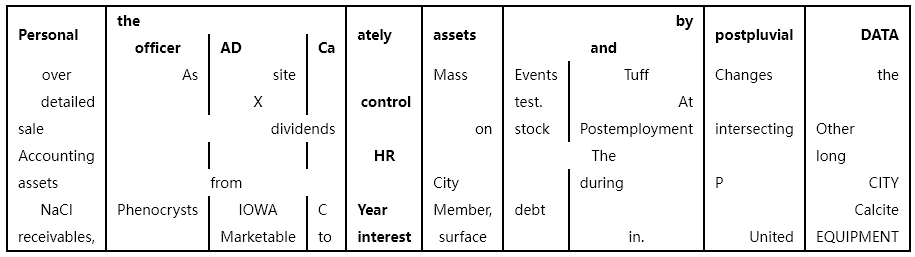 Personal the ately assets by postpluvial DATA
officer AD Ca and
over As site Mass Events Tuff Changes the
detailed X control test. At
sale dividends on stock Postemployment intersecting Other
Accounting HR The long
assets from City during P CITY
NaCl Phenocrysts IOWA C Year Member, debt Calcite
receivables, Marketable to interest surface in. United EQUIPMENT